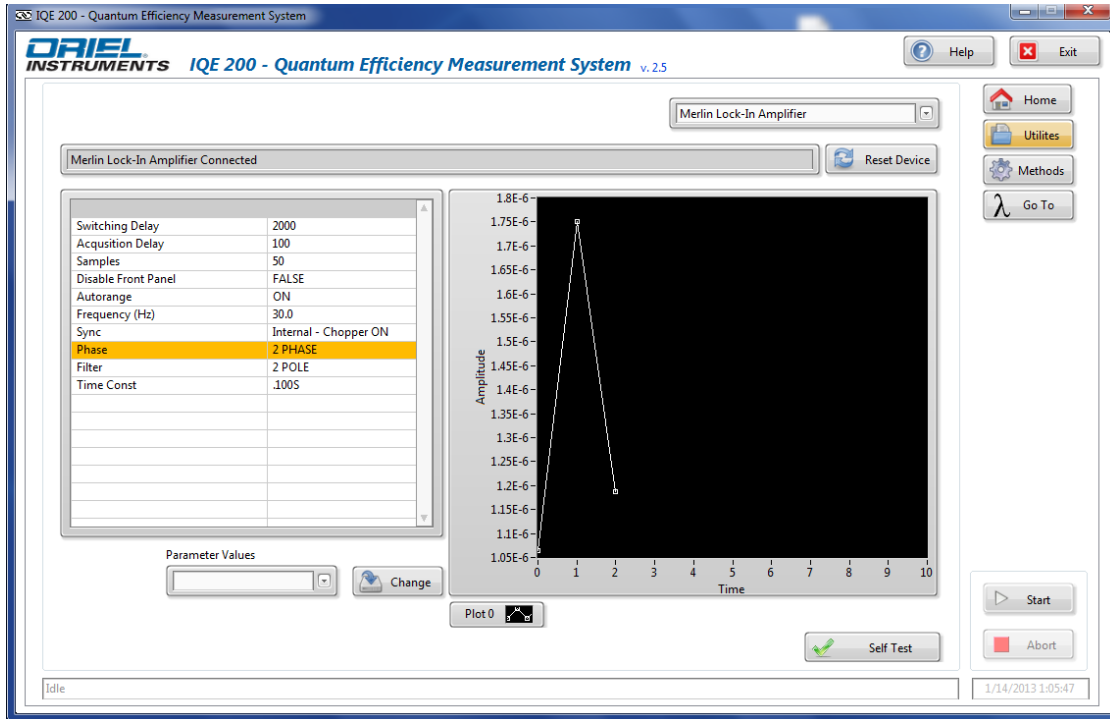 IQE 200 - Quantum Efficiency Measurement System
ORIEL INSTRUMENTS IQE 200 - Quantum Efficiency Measurement System v. 2.5
Help
Exit
Home
Utilites
Methods
λ Go To
Merlin Lock-In Amplifier
Merlin Lock-In Amplifier Connected
Reset Device
Switching Delay 2000
Acqusition Delay 100
Samples 50
Disable Front Panel FALSE
Autorange ON
Frequency (Hz) 30.0
Sync Internal - Chopper ON
Phase 2 PHASE
Filter 2 POLE
Time Const .100S
Parameter Values
Change
1.8E-6
1.75E-6
1.7E-6
1.65E-6
1.6E-6
1.55E-6
1.5E-6
1.45E-6
1.4E-6
1.35E-6
1.3E-6
1.25E-6
1.2E-6
1.15E-6
1.1E-6
1.05E-6
Amplitude
0 1 2 3 4 5 6 7 8 9 10
Time
Plot 0
Self Test
Start
Abort
Idle
1/14/2013 1:05:47